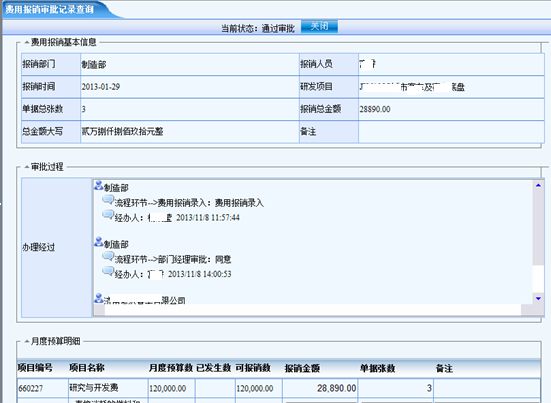 费用报销审批记录查询
当前状态：通过审批 关闭
费用报销基本信息
报销部门 制造部 报销人员
报销时间 2013-01-29 研发项目 底盘
单据总张数 3 报销总金额 28890.00
总金额大写 贰万捌仟捌佰玖拾元整 备注
审批过程
办理经过
制造部
流程环节-->费用报销录入：费用报销录入
经办人： 2013/11/8 11:57:44
制造部
流程环节-->部门经理审批：同意
经办人： 2013/11/8 14:00:53
限公司
月度预算明细
项目编号 项目名称 月度预算数 已发生数 可报销数 报销金额 单据张数 备注
660227 研究与开发费 120,000.00 120,000.00 28,890.00 3